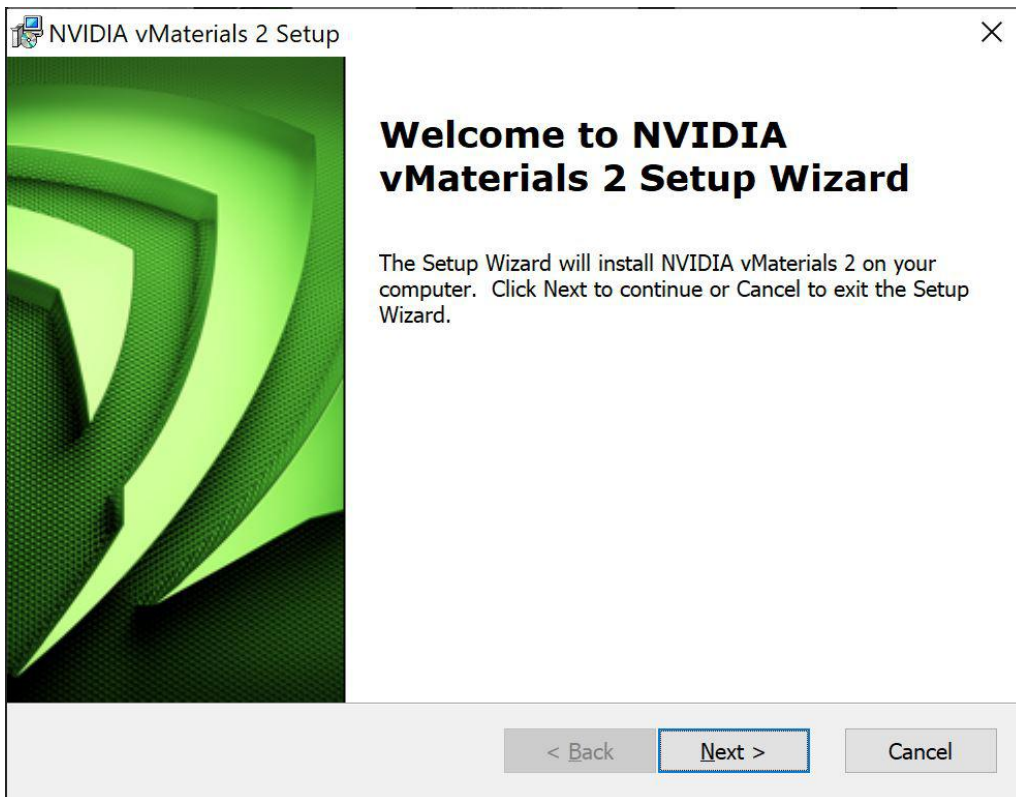 NVIDIA vMaterials 2 Setup
Welcome to NVIDIA
vMaterials 2 Setup Wizard
The Setup Wizard will install NVIDIA vMaterials 2 on your
computer.  Click Next to continue or Cancel to exit the Setup
Wizard.
< Back
Next >
Cancel